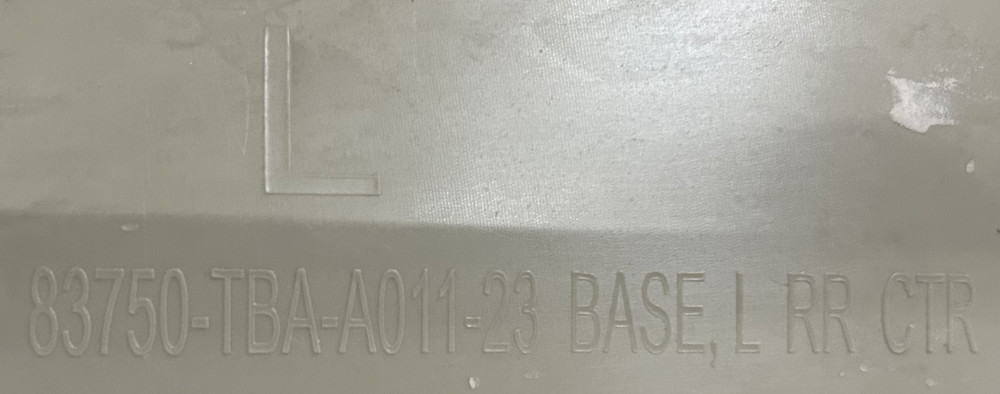 L
83750-TBA-A011-23 BASE, L RR CTR